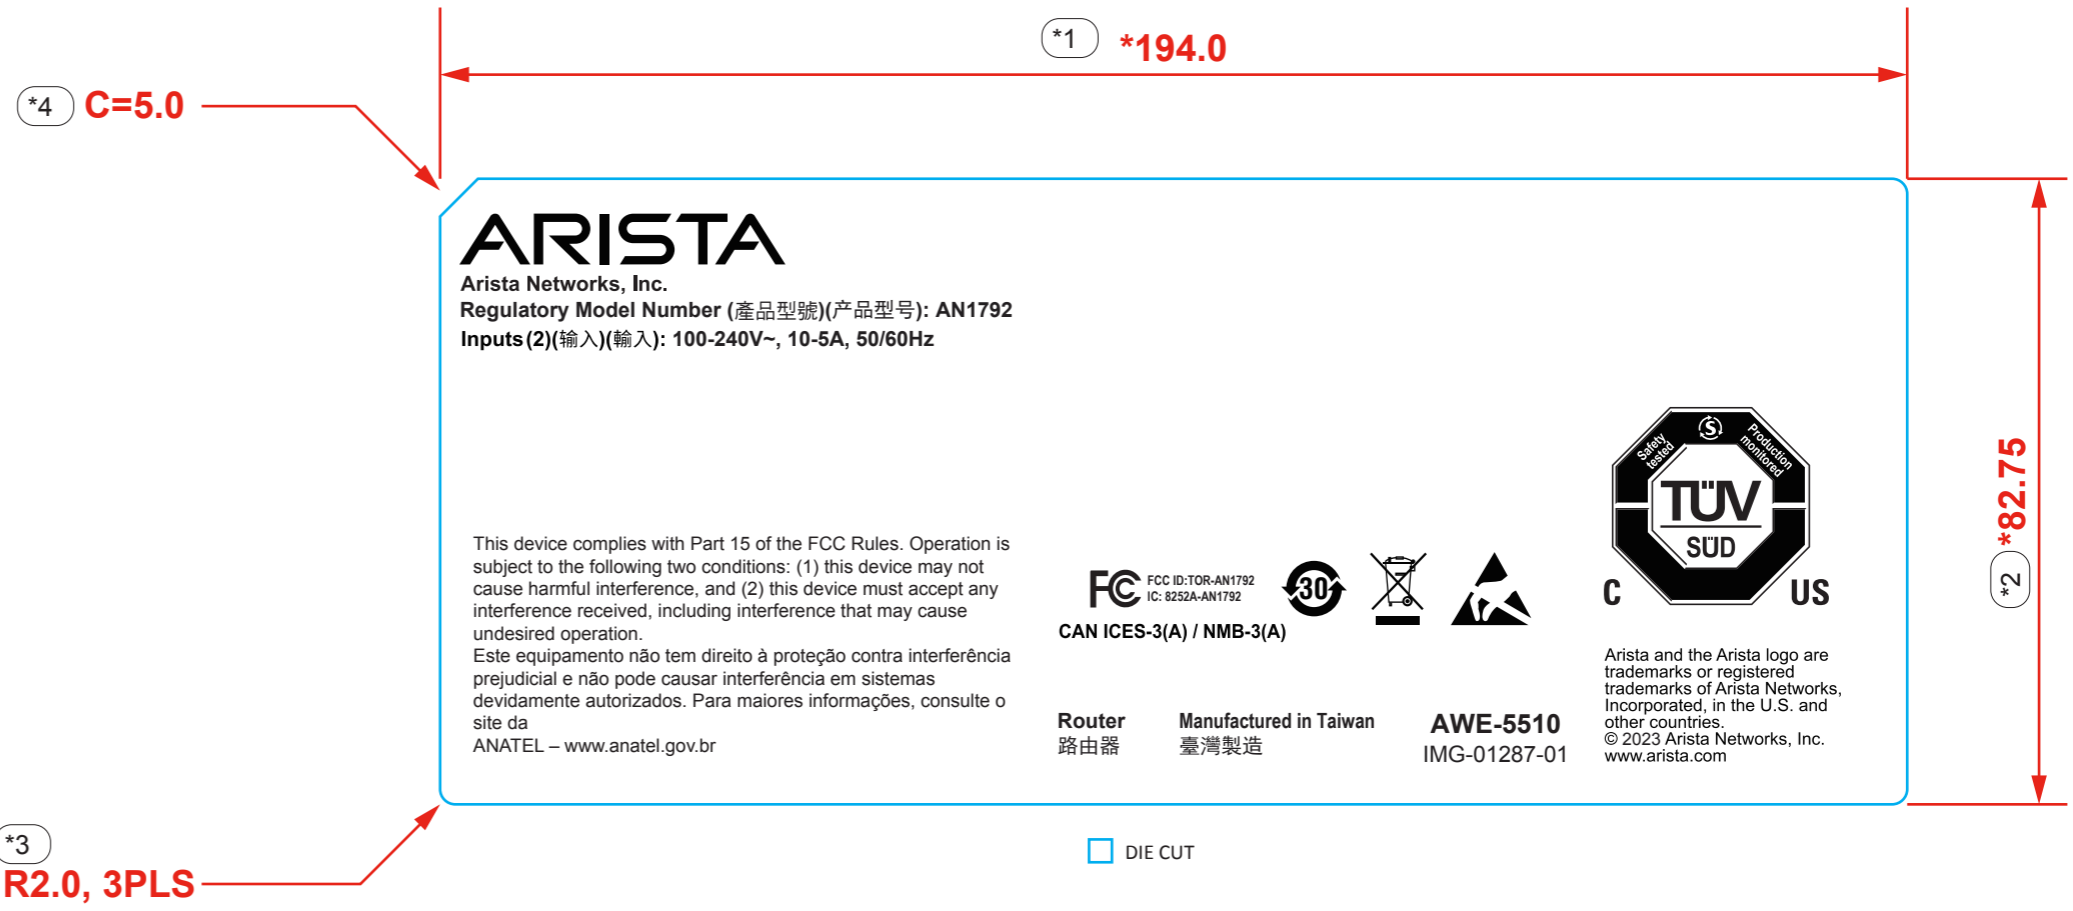 *1 *194.0
*4 C=5.0
ARISTA
Arista Networks, Inc.
Regulatory Model Number (產品型號)(产品型号): AN1792
Inputs(2)(输入)(輸入): 100-240V~, 10-5A, 50/60Hz
This device complies with Part 15 of the FCC Rules. Operation is
subject to the following two conditions: (1) this device may not
cause harmful interference, and (2) this device must accept any
interference received, including interference that may cause
undesired operation.
Este equipamento não tem direito à proteção contra interferência
prejudicial e não pode causar interferência em sistemas
devidamente autorizados. Para maiores informações, consulte o
site da
ANATEL – www.anatel.gov.br
FC
FCC ID:TOR-AN1792
IC: 8252A-AN1792
30
CAN ICES-3(A) / NMB-3(A)
Router
路由器
Manufactured in Taiwan
臺灣製造
AWE-5510
IMG-01287-01
Safety
tested
S
Production
monitored
TÜV
SÜD
C US
Arista and the Arista logo are
trademarks or registered
trademarks of Arista Networks,
Incorporated, in the U.S. and
other countries.
© 2023 Arista Networks, Inc.
www.arista.com
*2 *82.75
*3
R2.0, 3PLS
DIE CUT